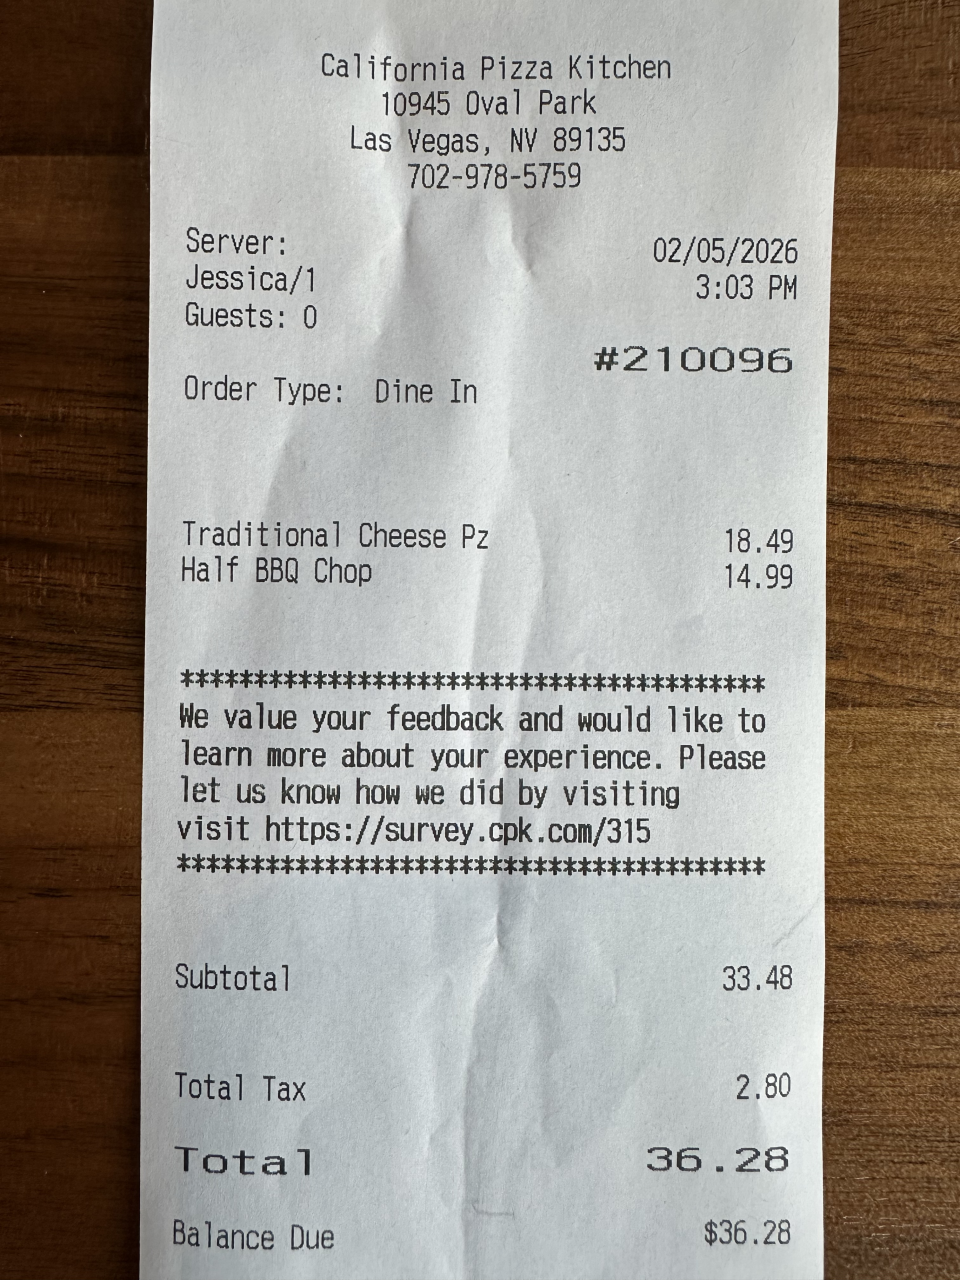 California Pizza Kitchen
10945 Oval Park
Las Vegas, NV 89135
702-978-5759
Server: 02/05/2026
Jessica/1 3:03 PM
Guests: 0
#210096
Order Type: Dine In
Traditional Cheese Pz 18.49
Half BBQ Chop 14.99
****************************************
We value your feedback and would like to
learn more about your experience. Please
let us know how we did by visiting
visit https://survey.cpk.com/315
****************************************
Subtotal 33.48
Total Tax 2.80
Total 36.28
Balance Due $36.28